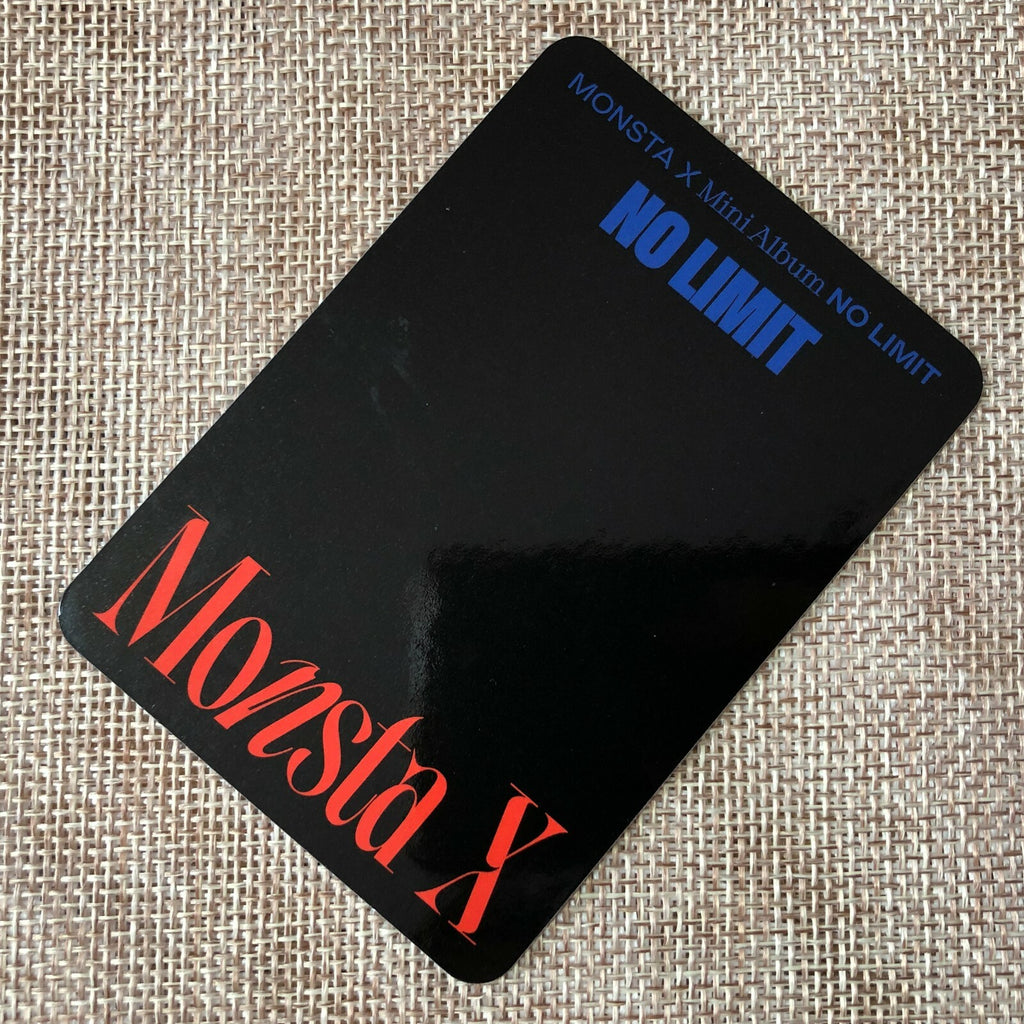 MONSTA X Mini Album NO LIMIT
NO LIMIT
Monsta X